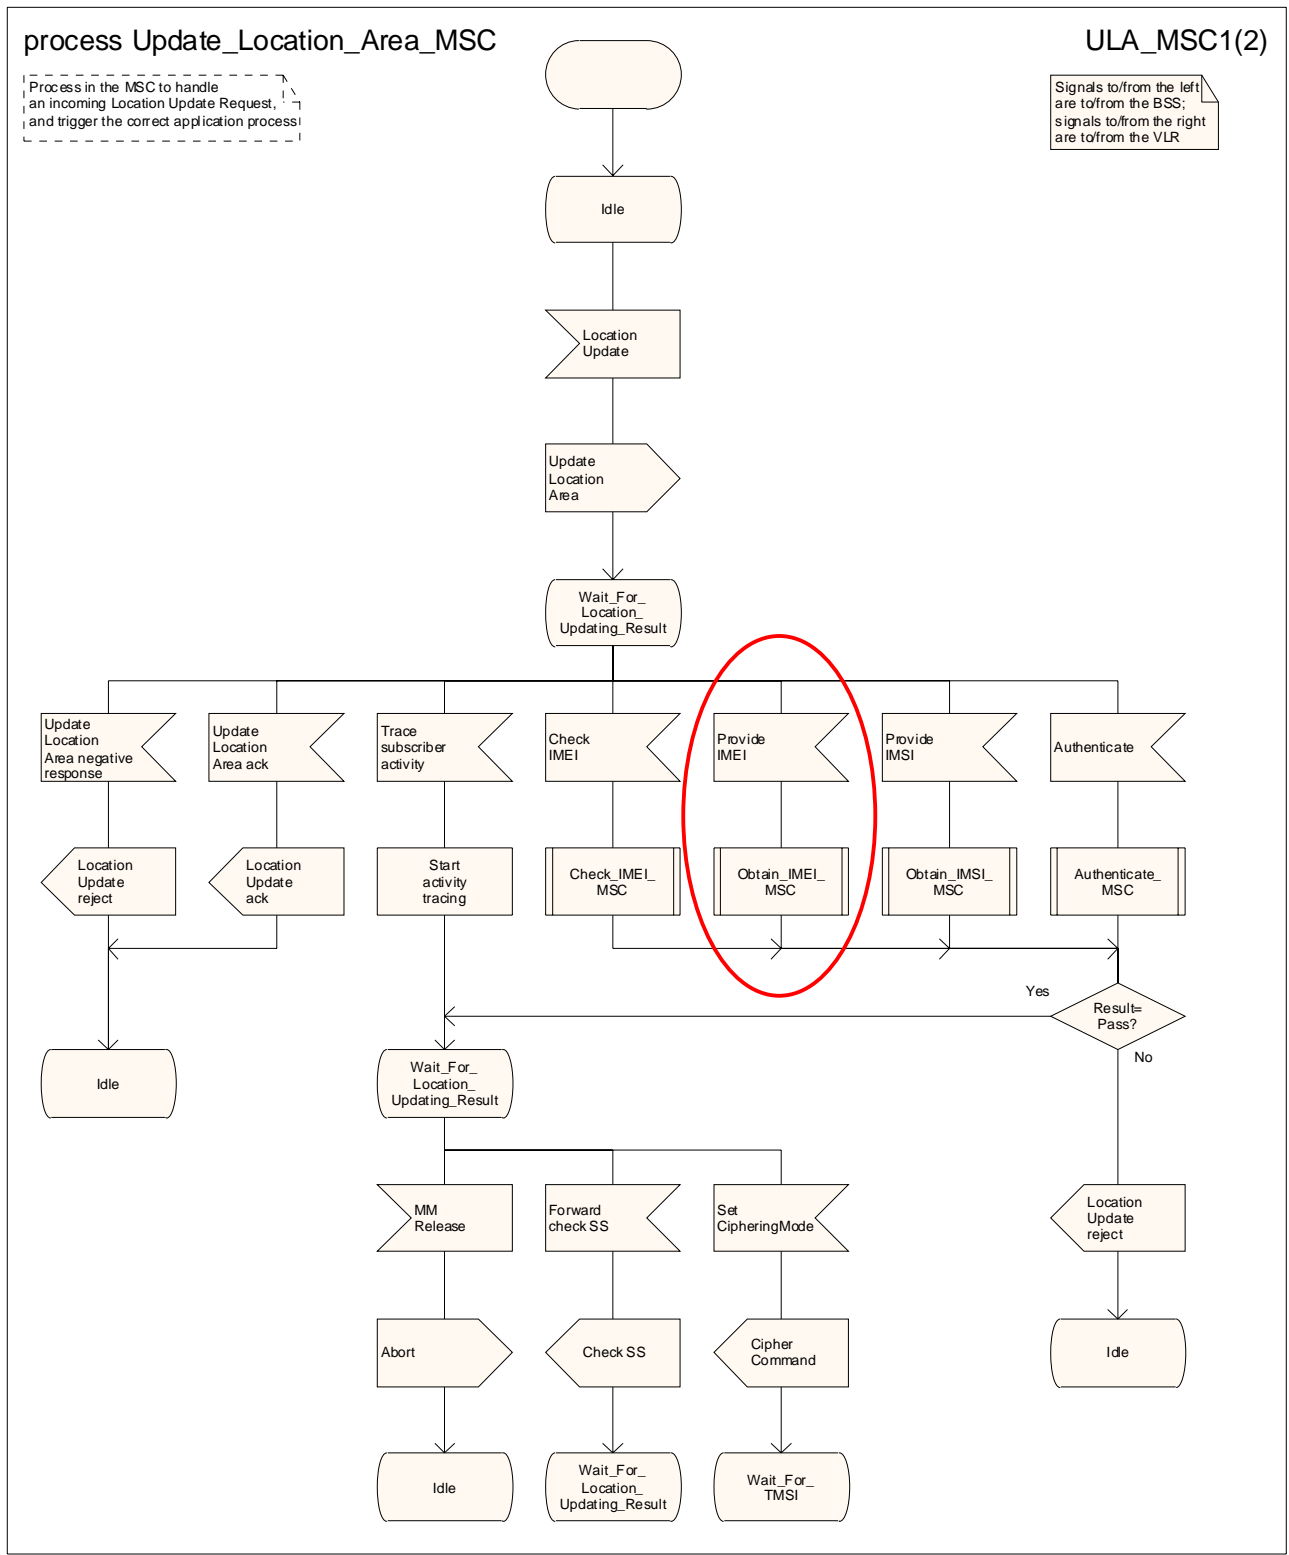 process Update_Location_Area_MSC
ULA_MSC1(2)
Process in the MSC to handle
an incoming Location Update Request,
and trigger the correct application process
Signals to/from the left
are to/from the BSS;
signals to/from the right
are to/from the VLR
Idle
Location
Update
Update
Location
Area
Wait_For_
Location_
Updating_Result
Update
Location
Area negative
response
Update
Location
Area ack
Trace
subscriber
activity
Check
IMEI
Provide
IMEI
Provide
IMSI
Authenticate
Location
Update
reject
Location
Update
ack
Start
activity
tracing
Check_IMEI_
MSC
Obtain_IMEI_
MSC
Obtain_IMSI_
MSC
Authenticate_
MSC
Yes
Result=
Pass?
No
Idle
Wait_For_
Location_
Updating_Result
MM
Release
Forward
check SS
Set
CipheringMode
Location
Update
reject
Abort
Check SS
Cipher
Command
Idle
Idle
Wait_For_
Location_
Updating_Result
Wait_For_
TMSI